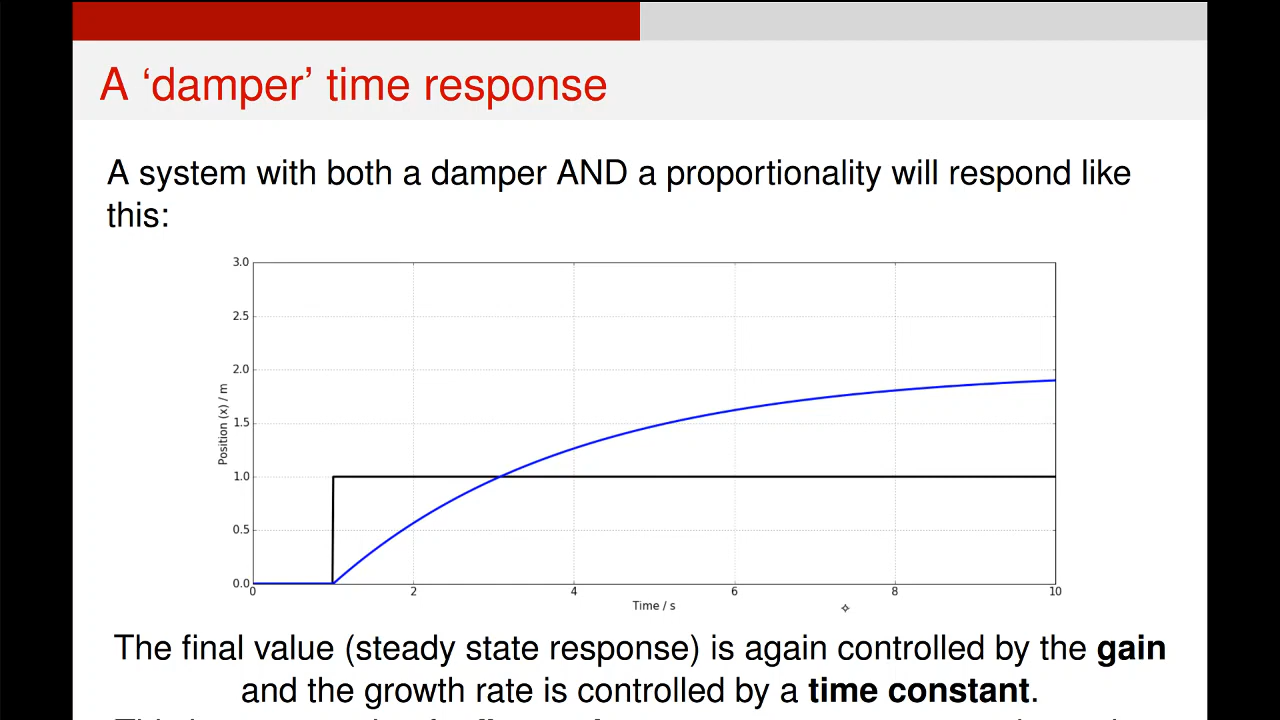 A ‘damper’ time response
A system with both a damper AND a proportionality will respond like
this:
3.0
2.5
2.0
1.5
1.0
0.5
0.0
Position (x) / m
0 2 4 6 8 10
Time / s
The final value (steady state response) is again controlled by the gain
and the growth rate is controlled by a time constant.